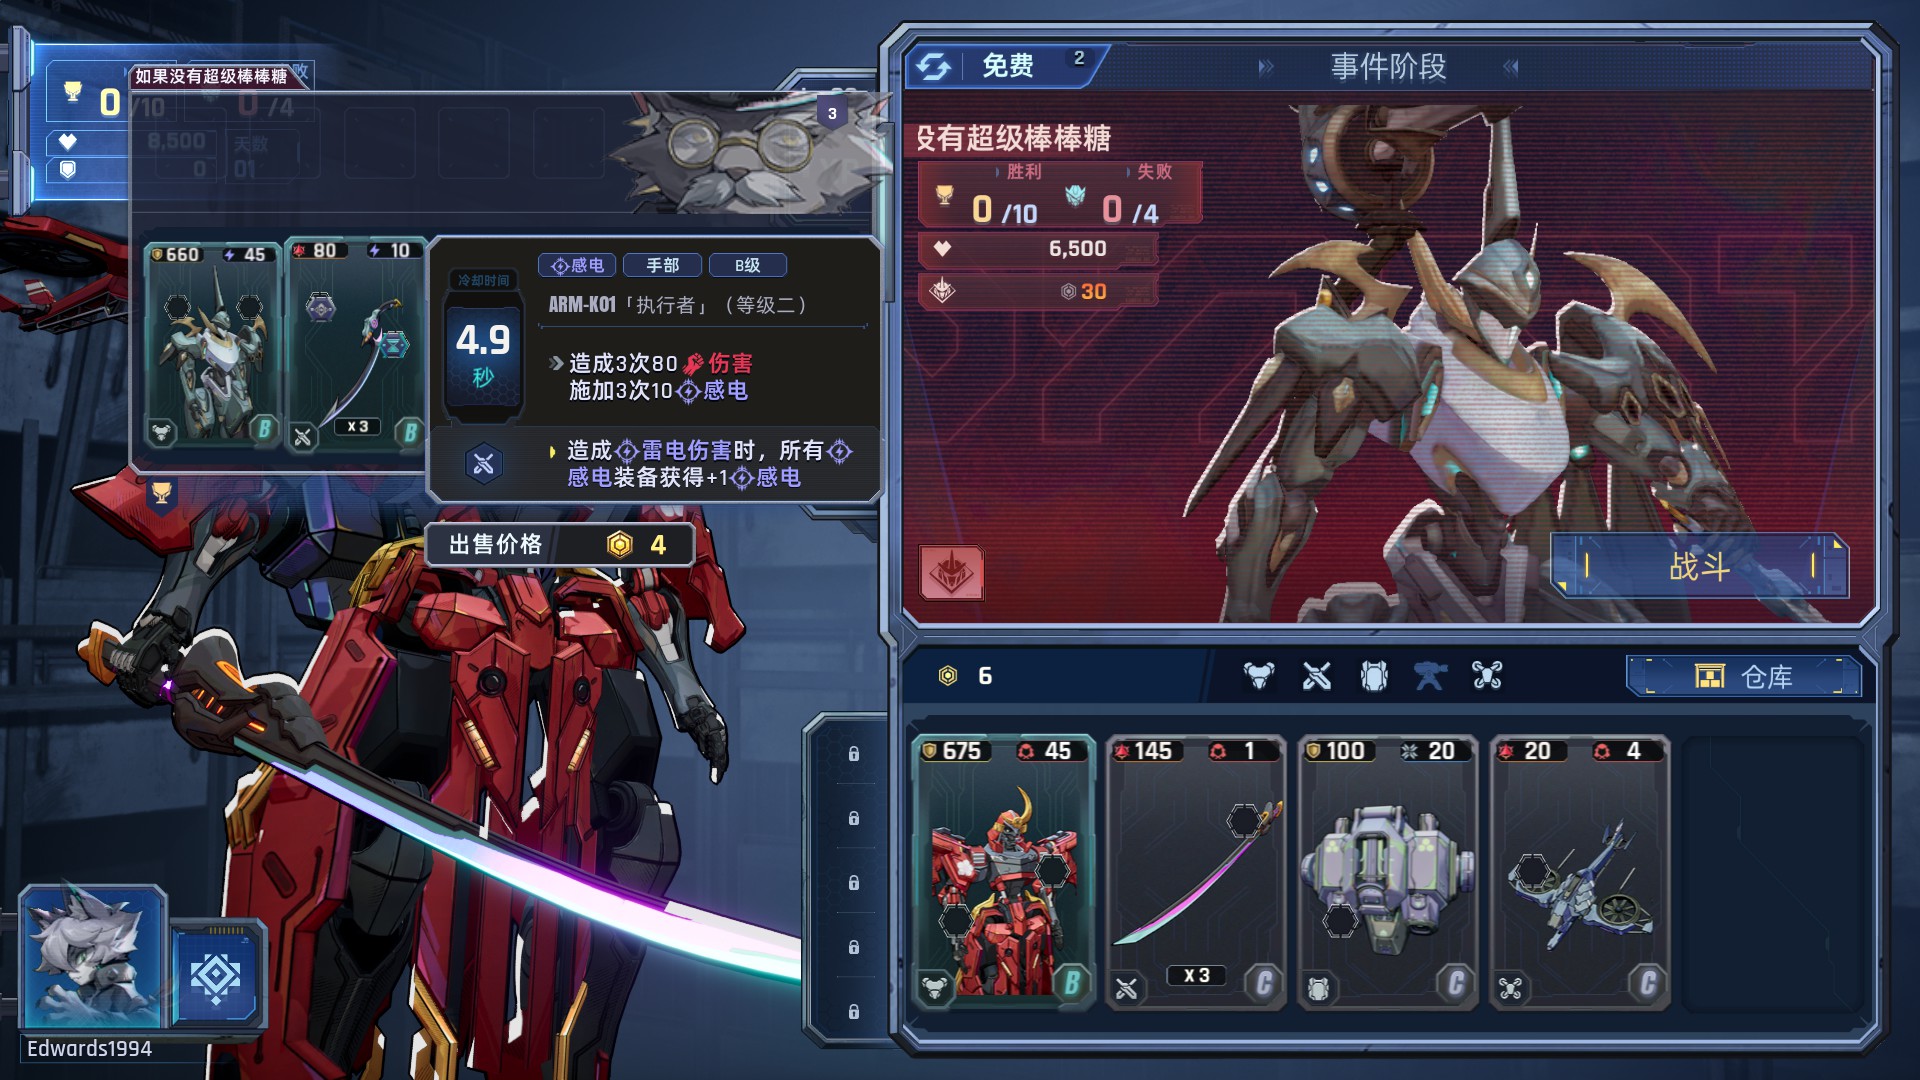 如果没有超级棒棒糖
败
0/10
0/4
8,500
天数
0
01
3
660
45
80
10
B
x3
B
冷却时间
4.9
秒
感电
手部
B级
ARM-K01「执行者」（等级二）
造成3次80伤害
施加3次10感电
造成雷电伤害时，所有
感电装备获得+1感电
出售价格
4
免费
2
事件阶段
没有超级棒棒糖
胜利
失败
0/10
0/4
6,500
30
战斗
6
仓库
675
45
145
1
100
20
20
4
B
x3
C
C
C
Edwards1994